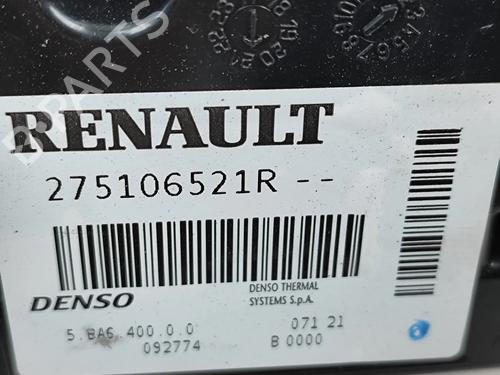 RENAULT
275106521R --
DENSO
DENSO THERMAL
SYSTEMS S.p.A.
5.BA6.400.0.0
071 21
092774
B 0000